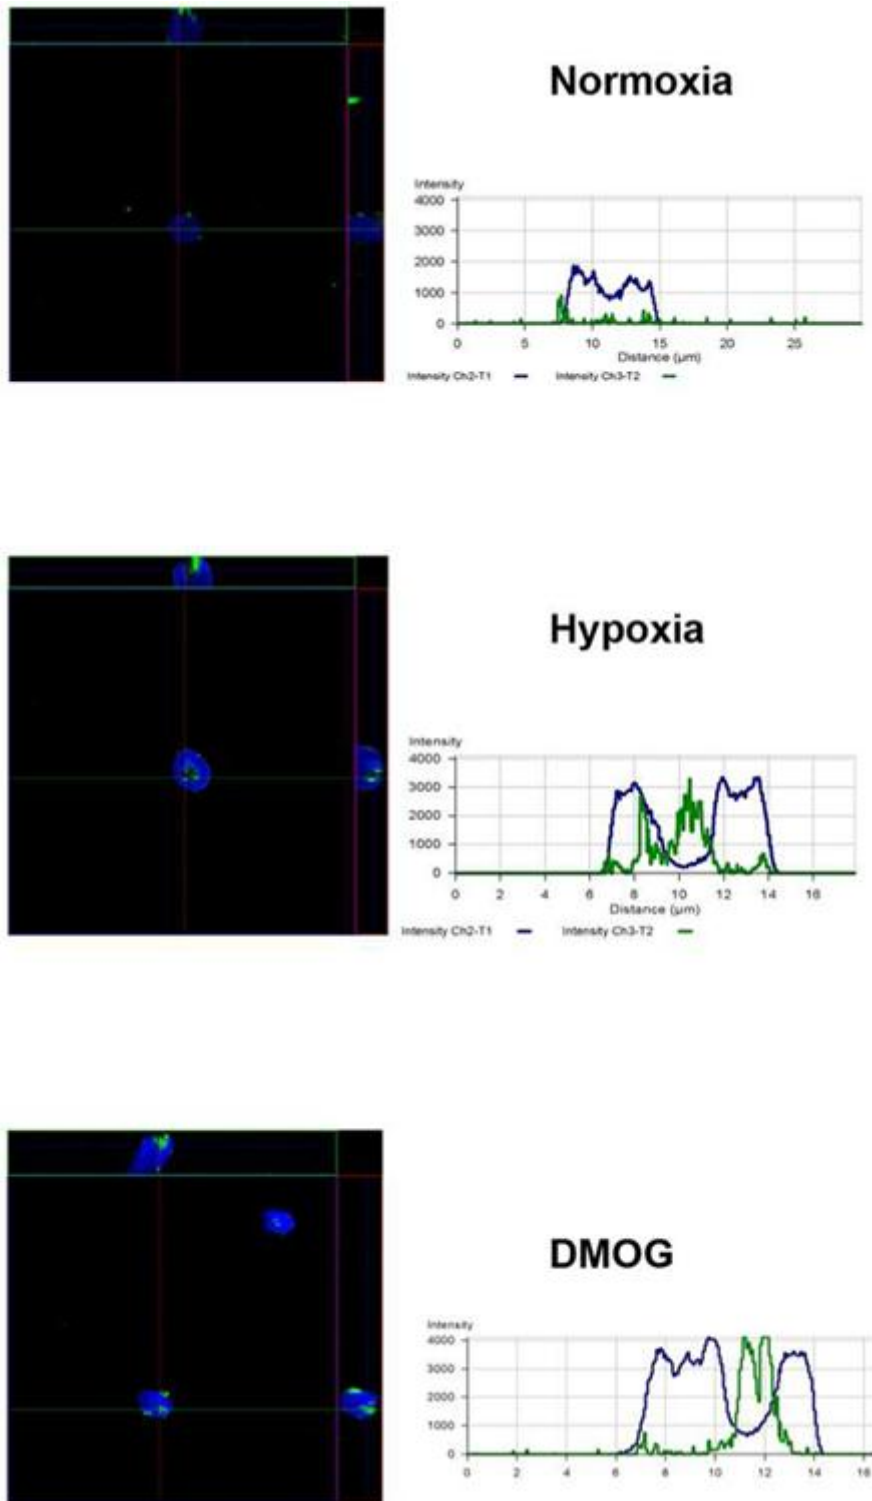 Normoxia
Intensity
4000
3000
2000
1000
0
0 5 10 15 20 25
Distance (µm)
Intensity Ch2-T1 Intensity Ch3-T2
Hypoxia
Intensity
4000
3000
2000
1000
0
0 2 4 6 8 10 12 14 16
Distance (µm)
Intensity Ch2-T1 Intensity Ch3-T2
DMOG
Intensity
4000
3000
2000
1000
0
0 2 4 6 8 10 12 14 16